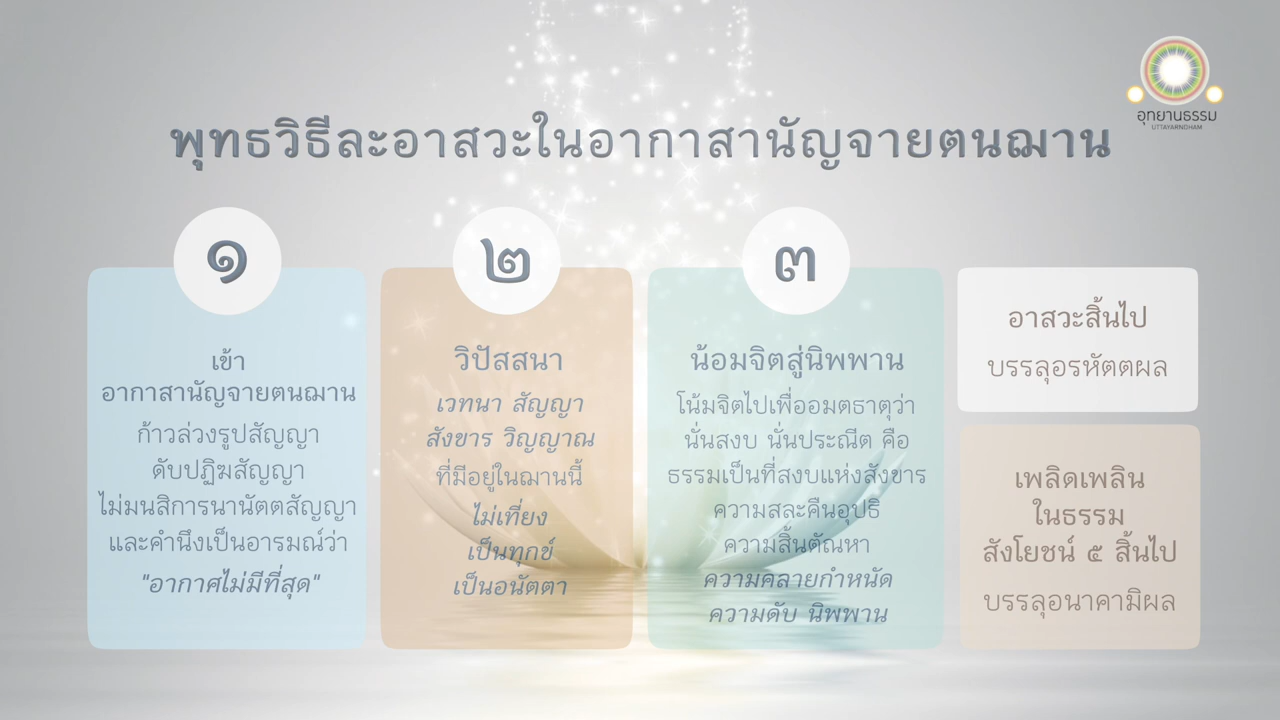 อุทยานธรรม
UTTAYARNDHAM
พุทธวิธีละอาสวะในอากาสานัญจายตนฌาน
๑
เข้า
อากาสานัญจายตนฌาน
ก้าวล่วงรูปสัญญา
ดับปฏิฆสัญญา
ไม่มนสิการนานัตตสัญญา
และคำนึงเป็นอารมณ์ว่า
"อากาศไม่มีที่สุด"
๒
วิปัสสนา
เวทนา สัญญา
สังขาร วิญญาณ
ที่มีอยู่ในฌานนี้
ไม่เที่ยง
เป็นทุกข์
เป็นอนัตตา
๓
น้อมจิตสู่นิพพาน
โน้มจิตไปเพื่ออมตธาตุว่า
นั่นสงบ นั่นประณีต คือ
ธรรมเป็นที่สงบแห่งสังขาร
ความสละคืนอุปธิ
ความสิ้นตัณหา
ความคลายกำหนัด
ความดับ นิพพาน
อาสวะสิ้นไป
บรรลุอรหัตตผล
เพลิดเพลิน
ในธรรม
สังโยชน์ ๕ สิ้นไป
บรรลุอนาคามิผล